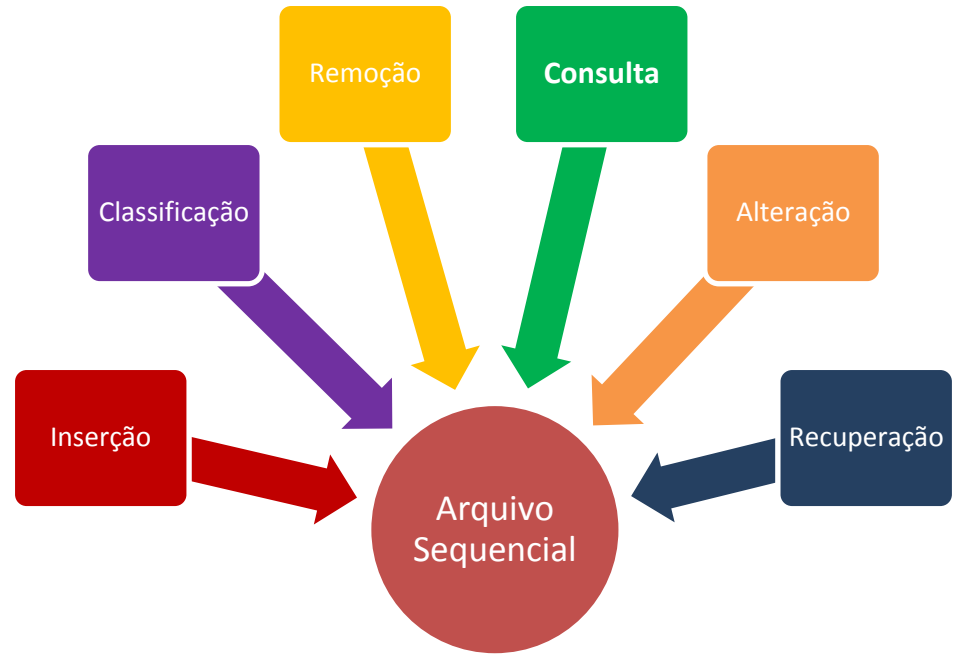 Remoção
Consulta
Classificação
Alteração
Inserção
Recuperação
Arquivo
Sequencial